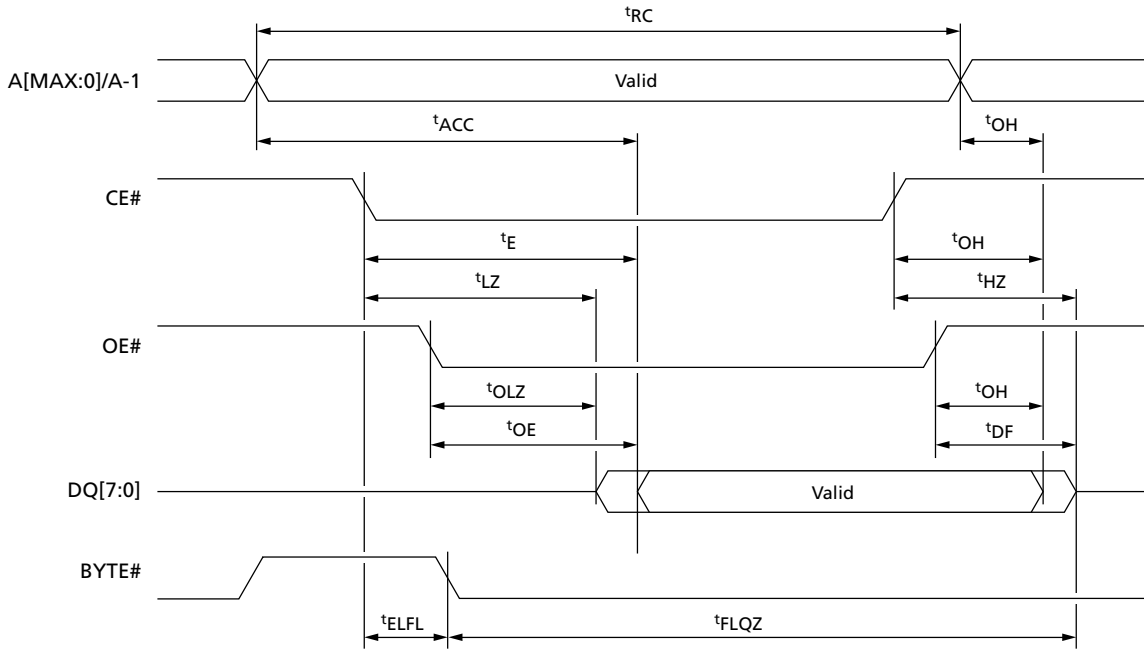 tRC
A[MAX:0]/A-1
Valid
tACC
tOH
CE#
tE
tOH
tLZ
tHZ
OE#
tOLZ
tOH
tOE
tDF
DQ[7:0]
Valid
BYTE#
tELFL
tFLQZ